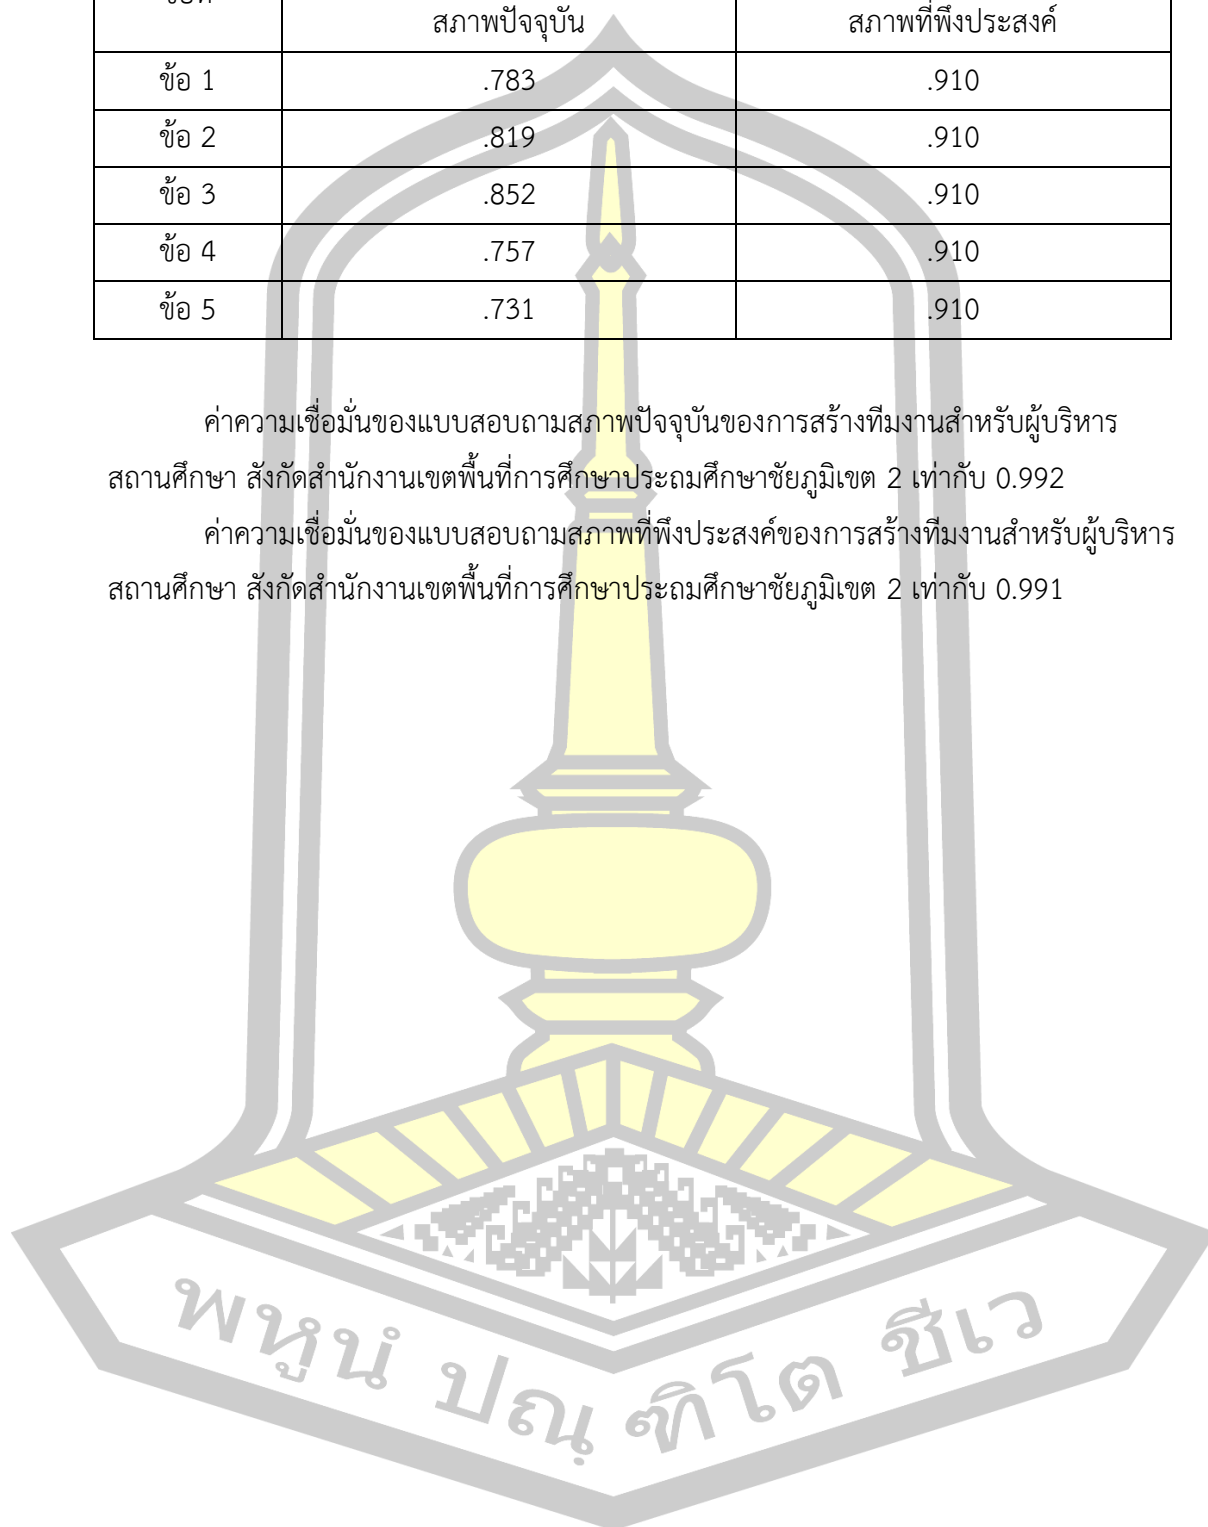 สภาพปัจจุบัน สภาพที่พึงประสงค์
ข้อ 1 .783 .910
ข้อ 2 .819 .910
ข้อ 3 .852 .910
ข้อ 4 .757 .910
ข้อ 5 .731 .910
ค่าความเชื่อมั่นของแบบสอบถามสภาพปัจจุบันของการสร้างทีมงานสำหรับผู้บริหาร
สถานศึกษา สังกัดสำนักงานเขตพื้นที่การศึกษาประถมศึกษาชัยภูมิเขต 2 เท่ากับ 0.992
ค่าความเชื่อมั่นของแบบสอบถามสภาพที่พึงประสงค์ของการสร้างทีมงานสำหรับผู้บริหาร
สถานศึกษา สังกัดสำนักงานเขตพื้นที่การศึกษาประถมศึกษาชัยภูมิเขต 2 เท่ากับ 0.991
พหูนํ ปณฺฑิโต ชีเว